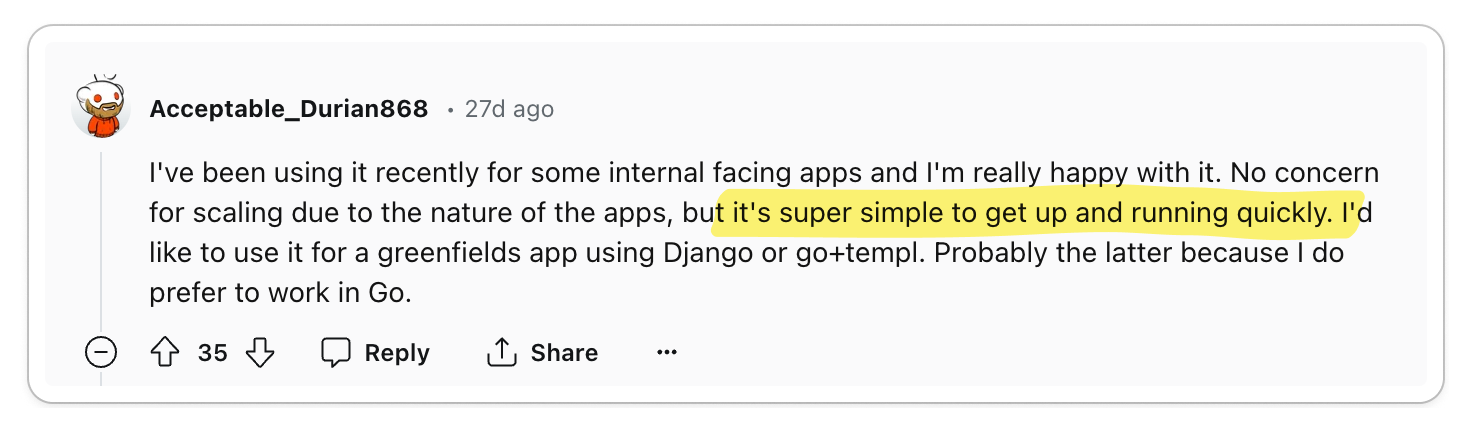 Acceptable_Durian868 • 27d ago
I've been using it recently for some internal facing apps and I'm really happy with it. No concern
for scaling due to the nature of the apps, but it's super simple to get up and running quickly. I'd
like to use it for a greenfields app using Django or go+templ. Probably the latter because I do
prefer to work in Go.
35 Reply Share ...